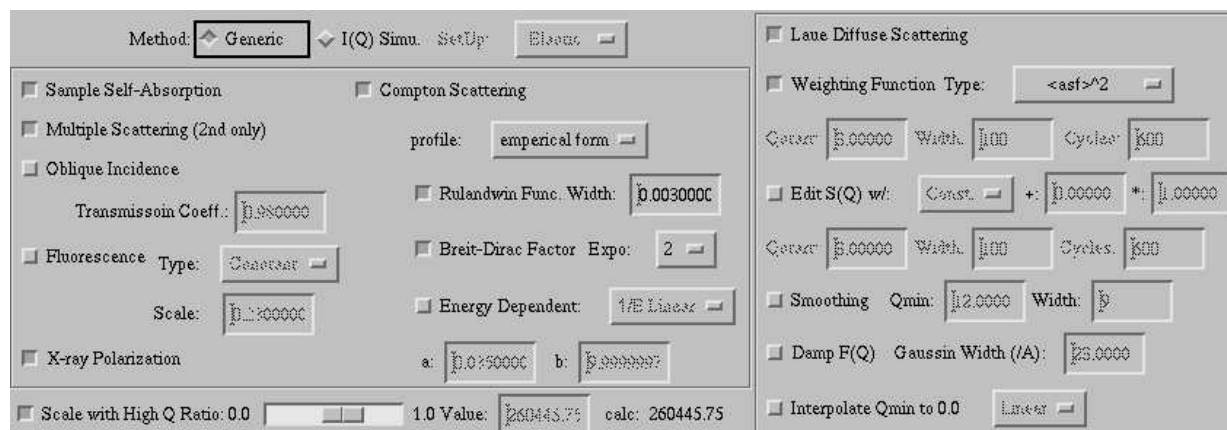 Method: Generic I(Q) Simu. SetUp: Elastic
Sample Self-Absorption Compton Scattering
Multiple Scattering (2nd only)
profile: emperical form
Oblique Incidence
Transmissoin Coeff.: 0.980000
Rulandwin Func. Width: 0.003000
Fluorescence Type: Constant
Breit-Dirac Factor Expo: 2
Scale:
Energy Dependent: 1/E Linear
X-ray Polarization
a: b:
Scale with High Q Ratio: 0.0 1.0 Value: 260445.75 calc: 260445.75
Laue Diffuse Scattering
Weighting Function Type: <asf>^2
5.00000 Width. 100 Cycles: 500
Edit S(Q) w/: Const. +: 0.00000 *: 1.00000
5.00000 Width. 100 Cycles. 500
Smoothing Qmin: 12.0000 Width: 9
Damp F(Q) Gaussin Width (/A): 25.0000
Interpolate Qmin to 0.0 Linear